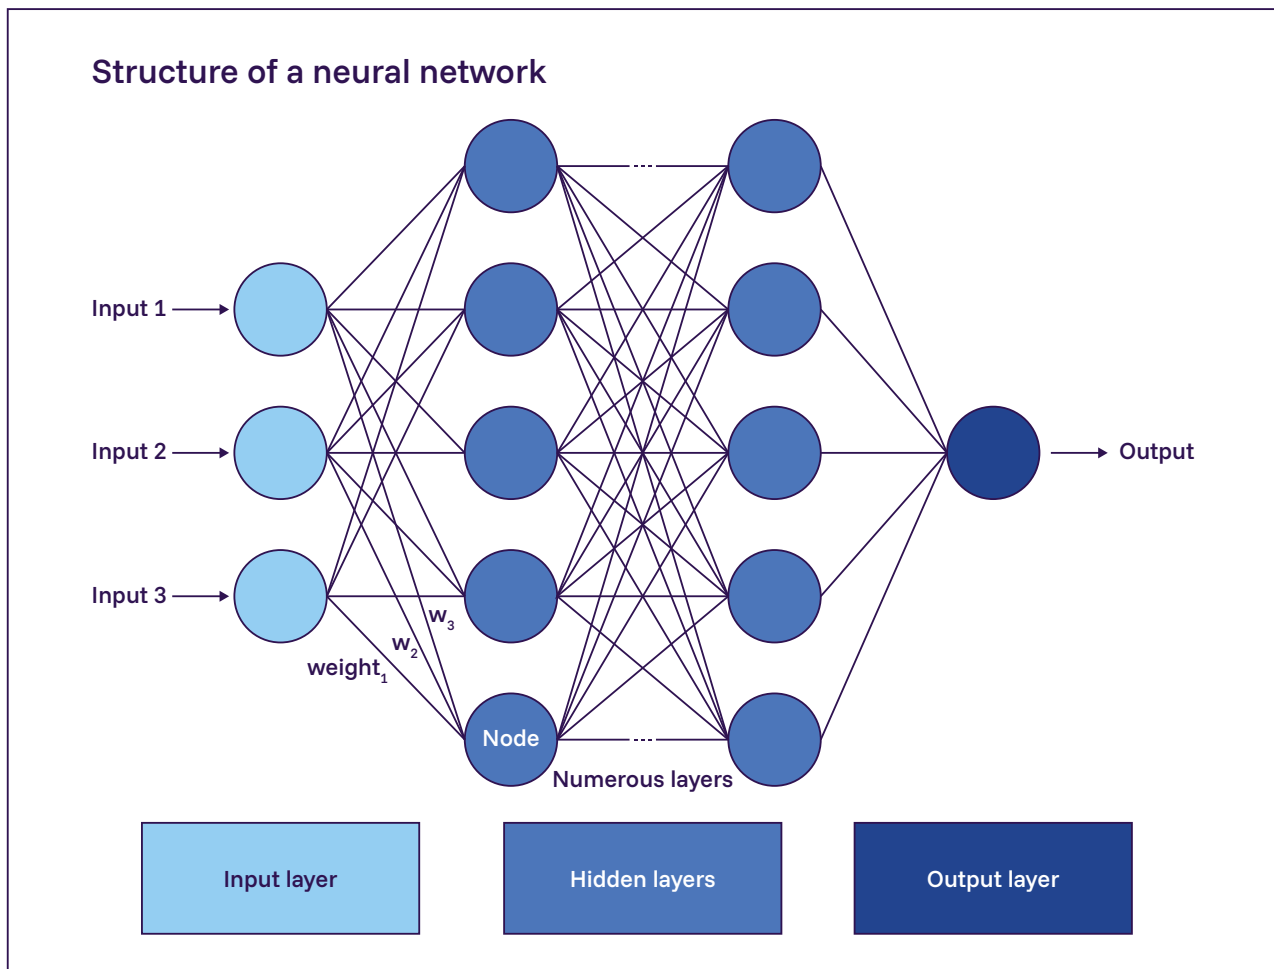 Structure of a neural network
Input 1
Input 2
Output
Input 3
w₃
w₂
weight₁
Node
Numerous layers
Input layer
Hidden layers
Output layer